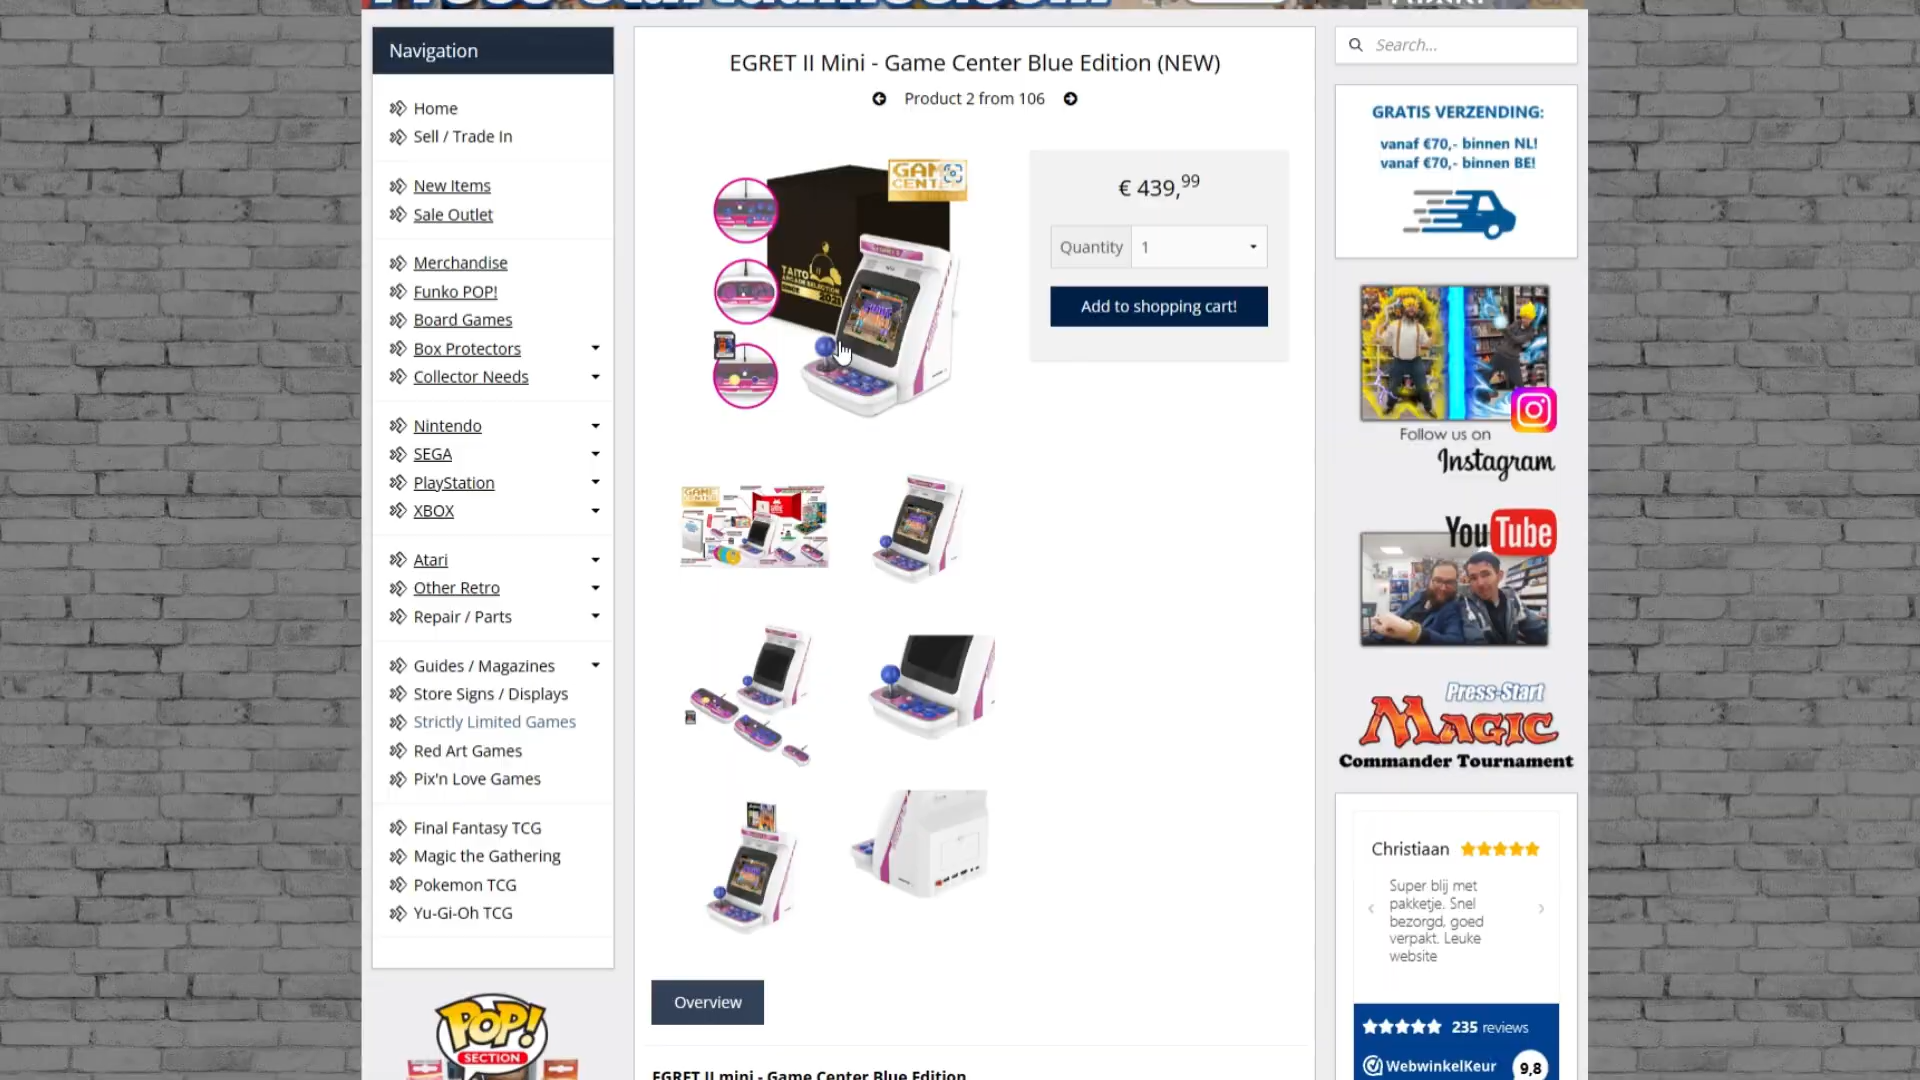 Navigation
Home
Sell / Trade In
New Items
Sale Outlet
Merchandise
Funko POP!
Board Games
Box Protectors
Collector Needs
Nintendo
SEGA
PlayStation
XBOX
Atari
Other Retro
Repair / Parts
Guides / Magazines
Store Signs / Displays
Strictly Limited Games
Red Art Games
Pix'n Love Games
Final Fantasy TCG
Magic the Gathering
Pokemon TCG
Yu-Gi-Oh TCG
POP!
SECTION
EGRET II Mini - Game Center Blue Edition (NEW)
Product 2 from 106
GAME
CENTER
TAITO
ARCADE SELECTION
2021
€ 439,99
Quantity 1
Add to shopping cart!
Overview
EGRET II mini - Game Center Blue Edition
Search...
GRATIS VERZENDING:
vanaf €70,- binnen NL!
vanaf €70,- binnen BE!
Follow us on
Instagram
YouTube
Press-Start
MAGIC
Commander Tournament
Christiaan
Super blij met
pakketje. Snel
bezorgd, goed
verpakt. Leuke
website
235 reviews
WebwinkelKeur
9,8